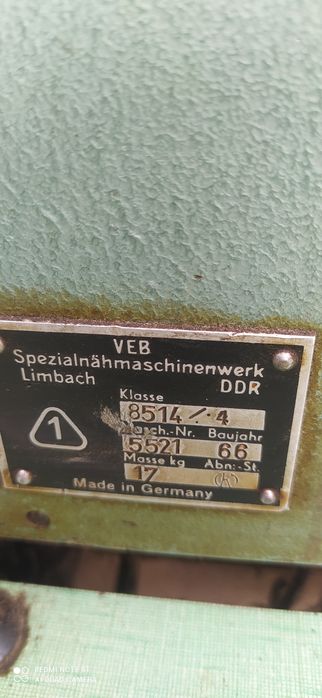 VEB
Spezialnähmaschinenwerk
Limbach DDR
Klasse
8514/4
Masch.-Nr. Baujahr
5521 66
Masse kg Abn.-St.
17
1
Made in Germany
REDMI NOTE 8T
AI QUAD CAMERA